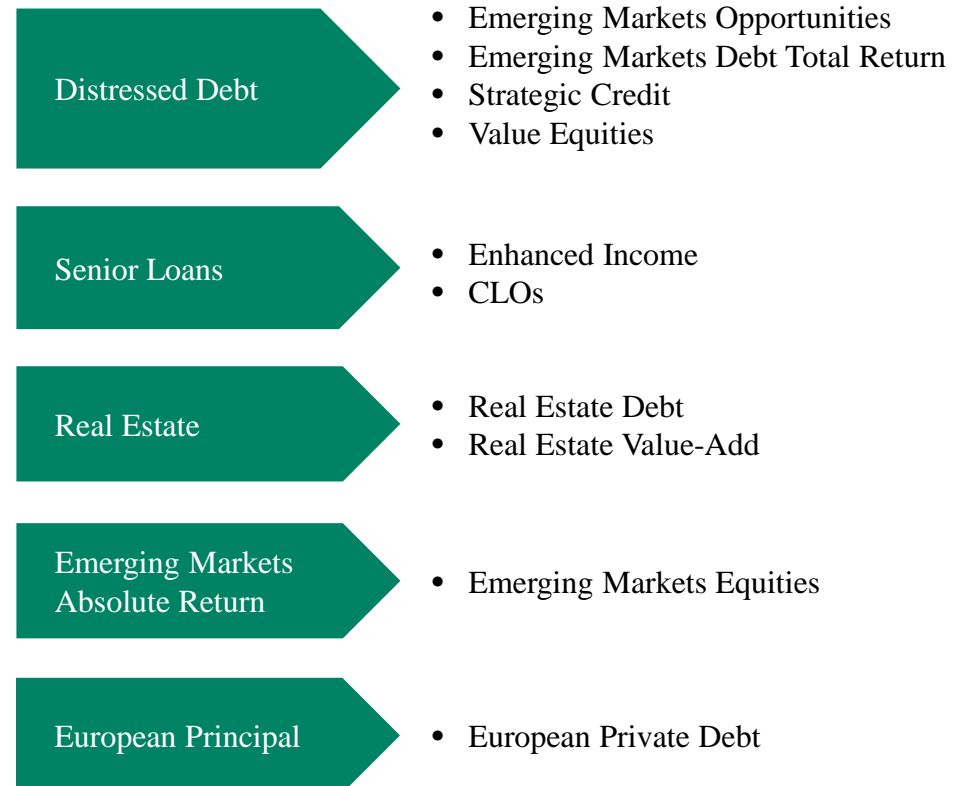 Distressed Debt
• Emerging Markets Opportunities
• Emerging Markets Debt Total Return
• Strategic Credit
• Value Equities
Senior Loans
• Enhanced Income
• CLOs
Real Estate
• Real Estate Debt
• Real Estate Value-Add
Emerging Markets
Absolute Return
• Emerging Markets Equities
European Principal
• European Private Debt